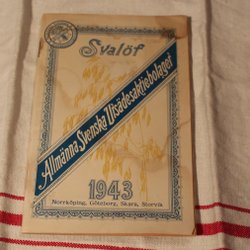 Svalöf
Allmänna Svenska Utsädesaktiebolaget
1943
Norrköping, Göteborg, Skara, Storvik